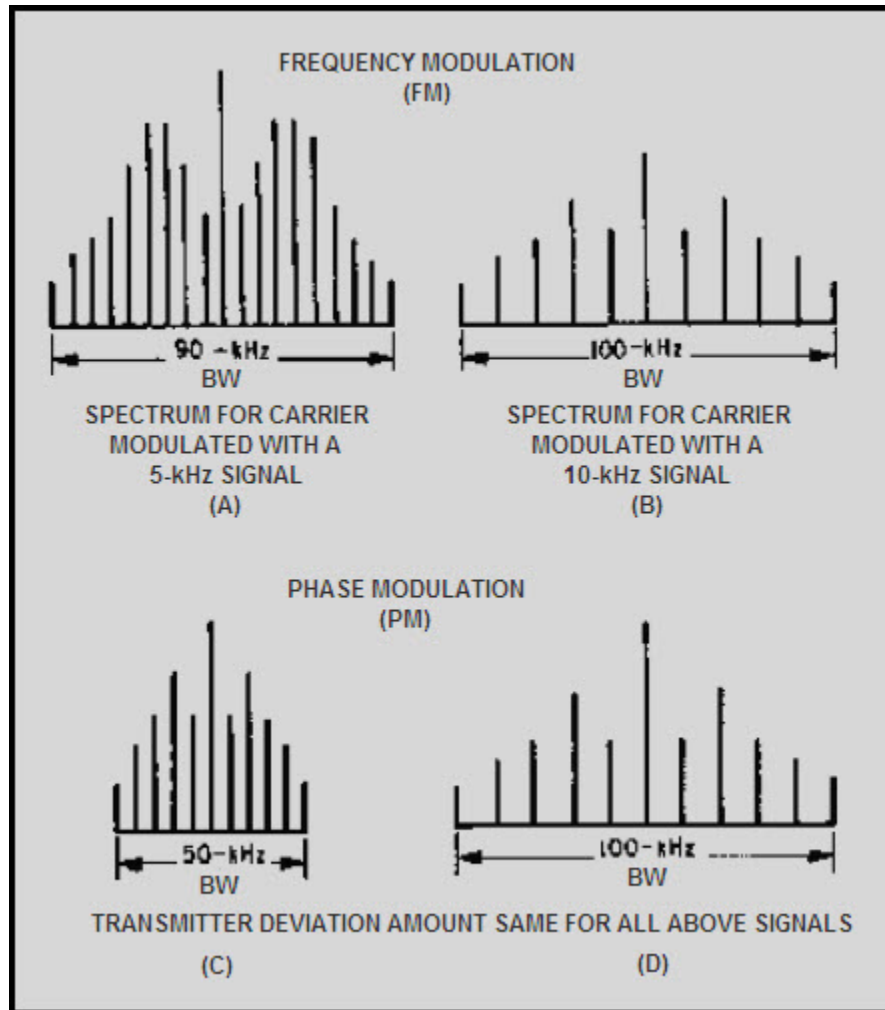 FREQUENCY MODULATION
(FM)
90-kHz
BW
SPECTRUM FOR CARRIER
MODULATED WITH A
5-kHz SIGNAL
(A)
100-kHz
BW
SPECTRUM FOR CARRIER
MODULATED WITH A
10-kHz SIGNAL
(B)
PHASE MODULATION
(PM)
50-kHz
BW
100-kHz
BW
TRANSMITTER DEVIATION AMOUNT SAME FOR ALL ABOVE SIGNALS
(C)
(D)